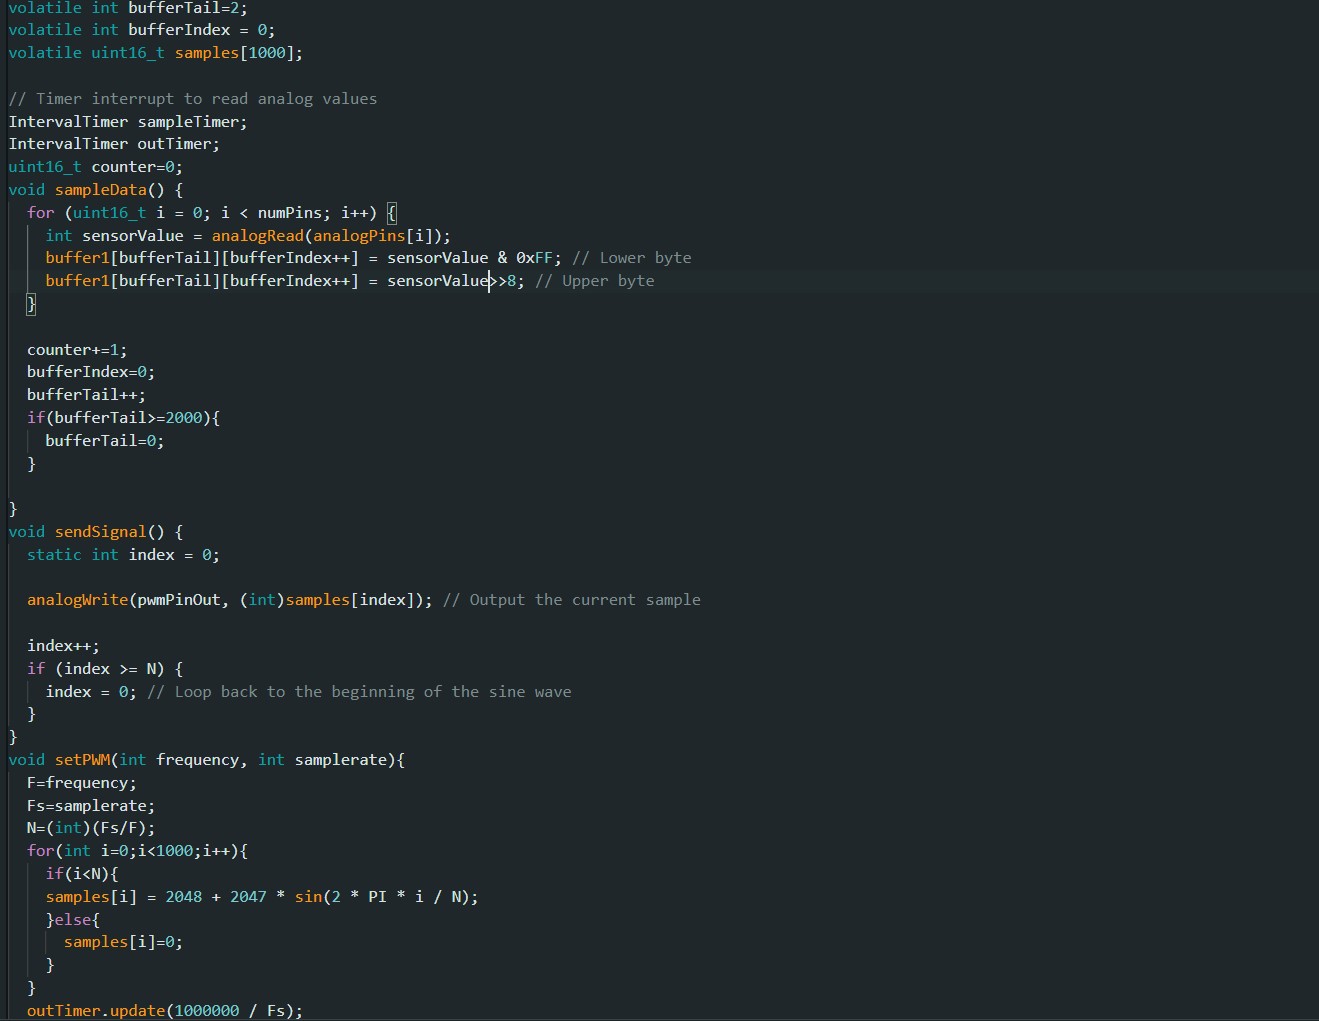 volatile int bufferTail=2;
volatile int bufferIndex = 0;
volatile uint16_t samples[1000];
// Timer interrupt to read analog values
IntervalTimer sampleTimer;
IntervalTimer outTimer;
uint16_t counter=0;
void sampleData() {
for (uint16_t i = 0; i < numPins; i++) {
int sensorValue = analogRead(analogPins[i]);
buffer1[bufferTail][bufferIndex++] = sensorValue & 0xFF; // Lower byte
buffer1[bufferTail][bufferIndex++] = sensorValue>>8; // Upper byte
}
counter+=1;
bufferIndex=0;
bufferTail++;
if(bufferTail>=2000){
bufferTail=0;
}
}
void sendSignal() {
static int index = 0;
analogWrite(pwmPinOut, (int)samples[index]); // Output the current sample
index++;
if (index >= N) {
index = 0; // Loop back to the beginning of the sine wave
}
}
void setPWM(int frequency, int samplerate){
F=frequency;
Fs=samplerate;
N=(int)(Fs/F);
for(int i=0;i<1000;i++){
if(i<N){
samples[i] = 2048 + 2047 * sin(2 * PI * i / N);
}else{
samples[i]=0;
}
}
outTimer.update(1000000 / Fs);